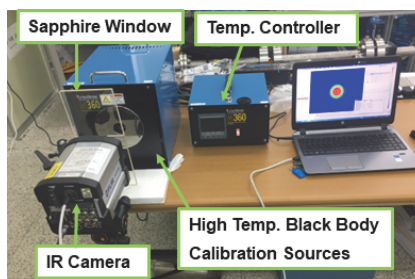 Sapphire Window
Temp. Controller
360
360
High Temp. Black Body
Calibration Sources
IR Camera